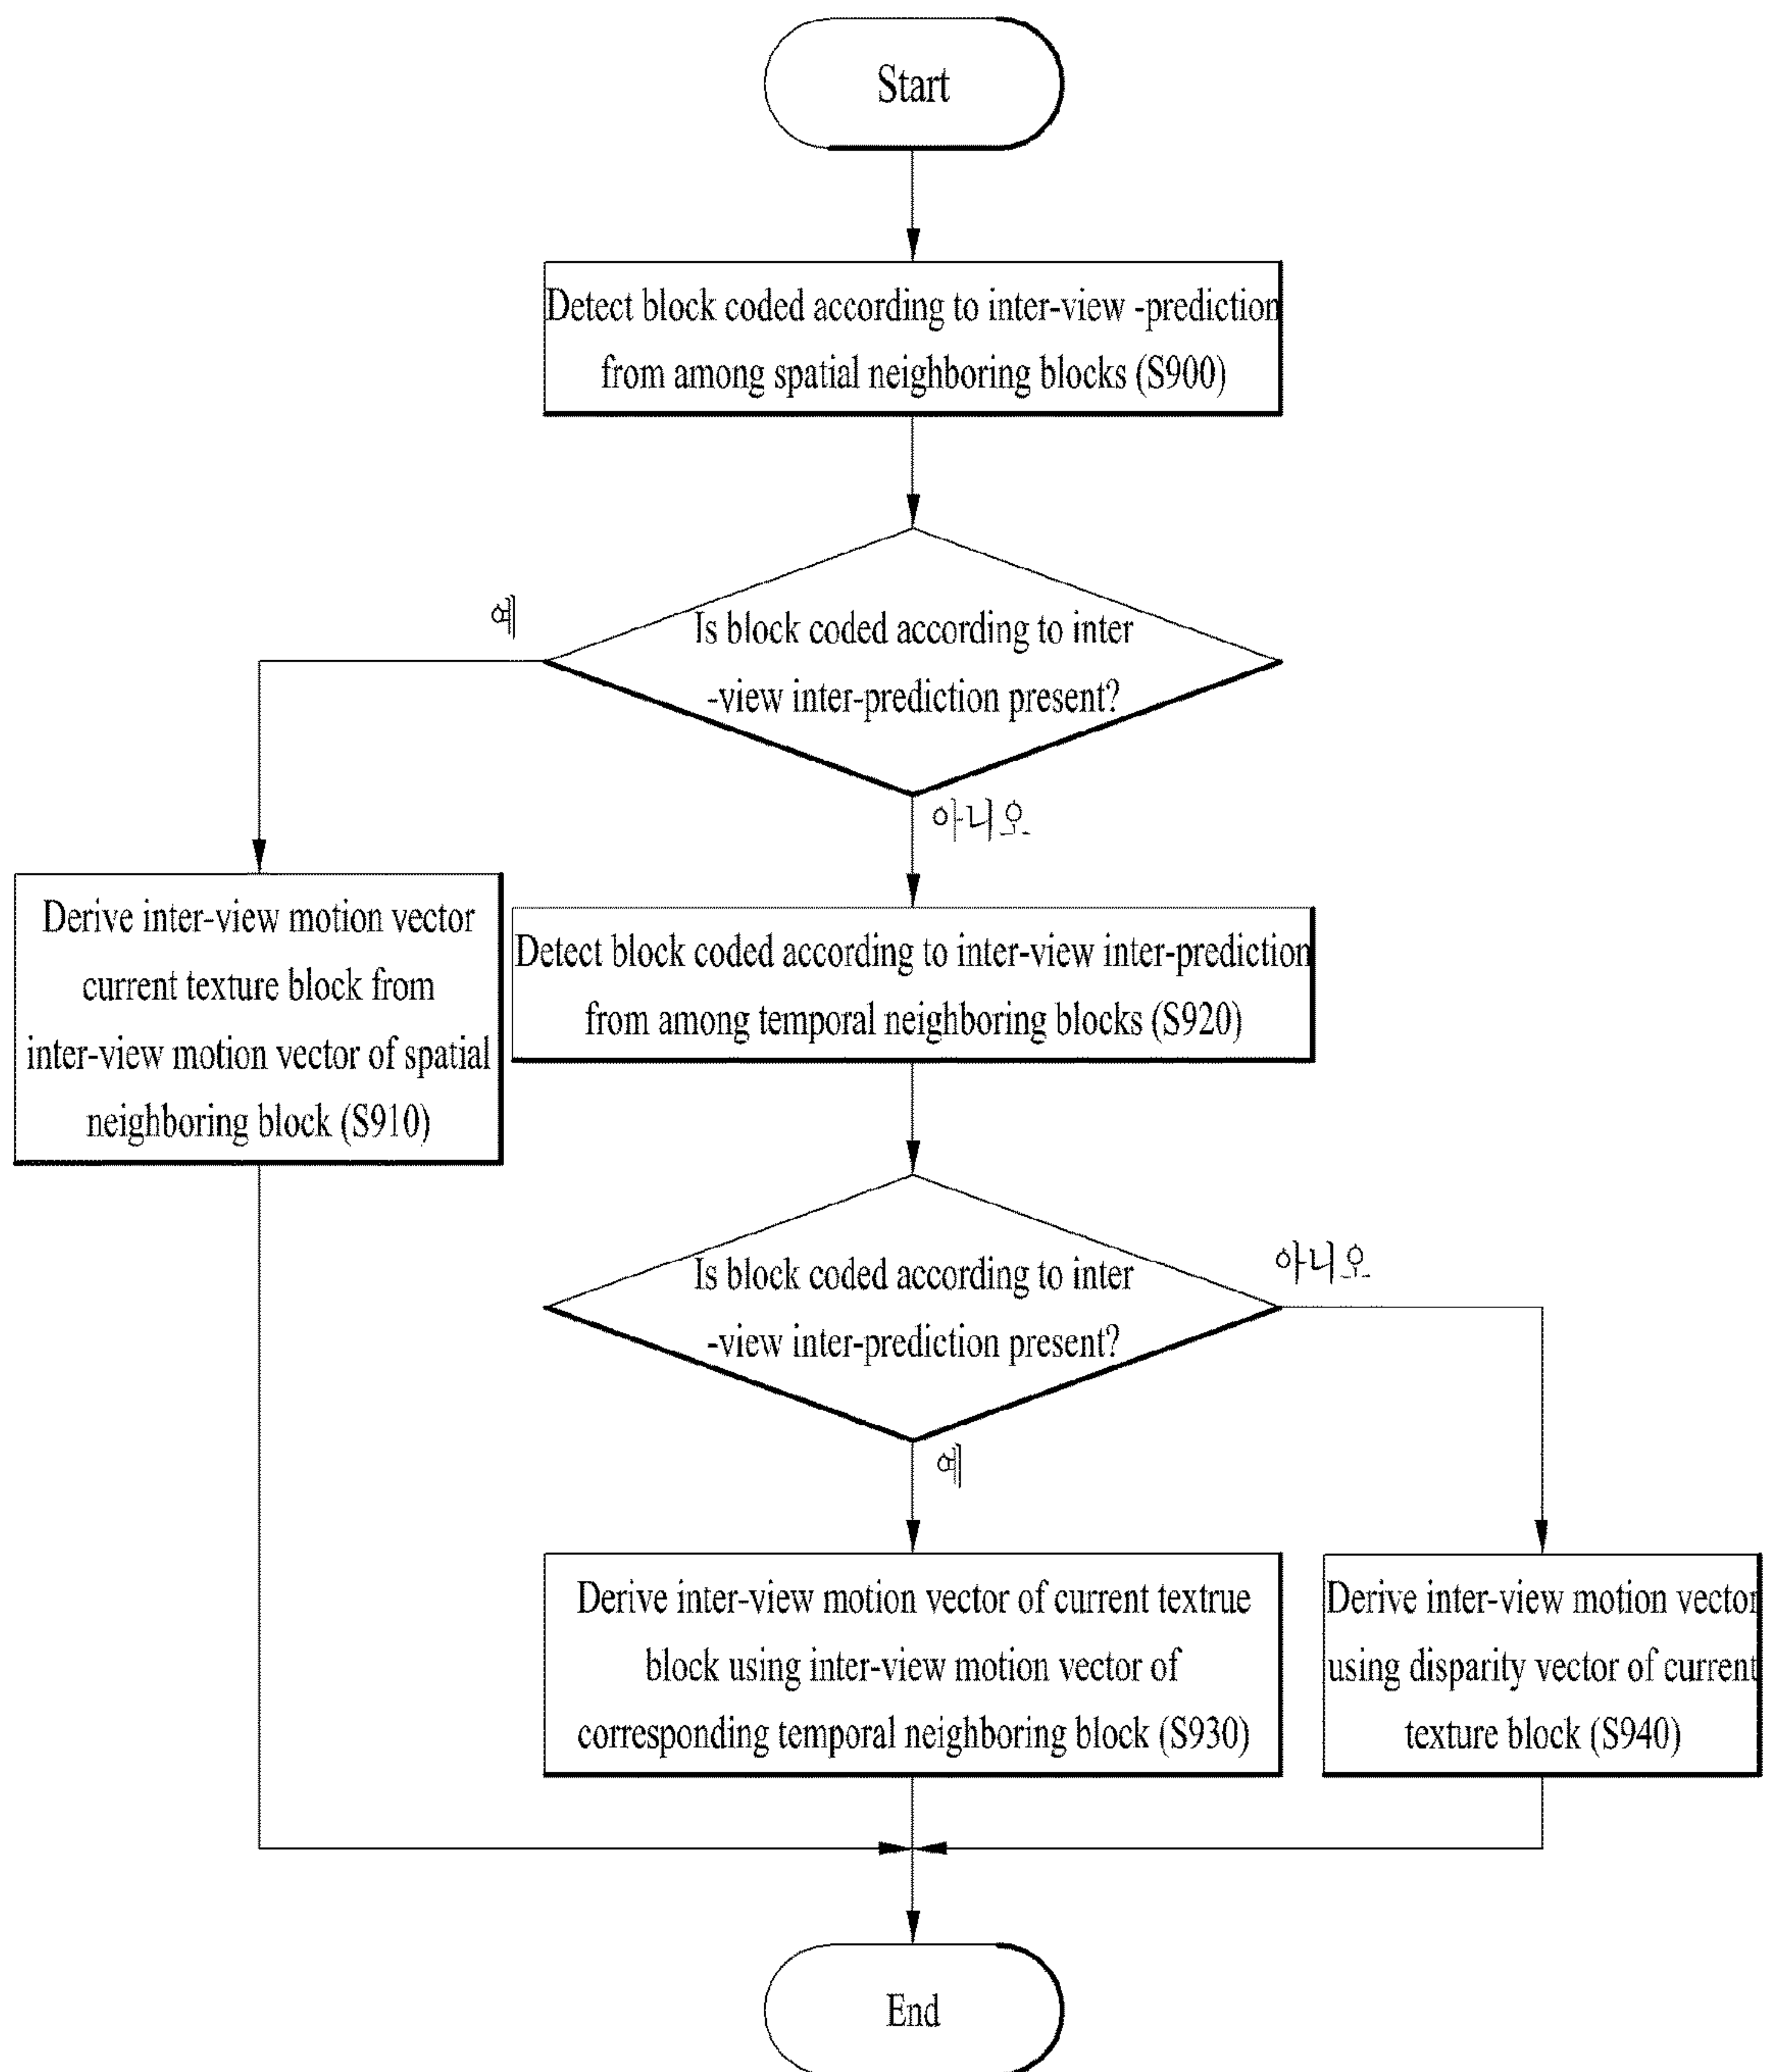 Start
Detect block coded according to inter-view -prediction
from among spatial neighboring blocks (S900)
예
Is block coded according to inter
-view inter-prediction present?
아니오
Derive inter-view motion vector
current texture block from
inter-view motion vector of spatial
neighboring block (S910)
Detect block coded according to inter-view inter-prediction
from among temporal neighboring blocks (S920)
Is block coded according to inter
-view inter-prediction present?
아니오
예
Derive inter-view motion vector of current textrue
block using inter-view motion vector of
corresponding temporal neighboring block (S930)
Derive inter-view motion vector
using disparity vector of current
texture block (S940)
End